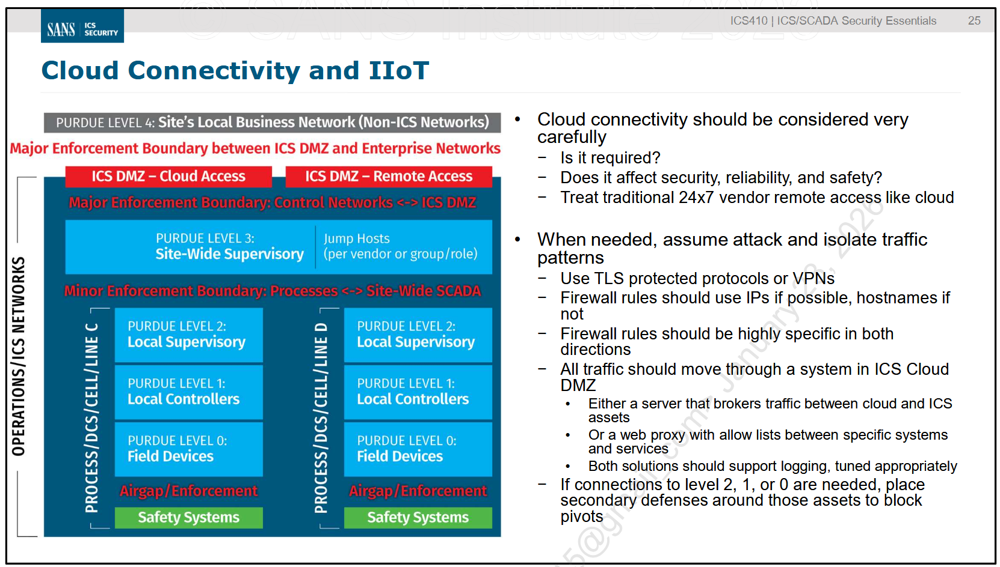 © SANS Institute 2023
SANS
ICS
SECURITY
ICS410 | ICS/SCADA Security Essentials 25
Cloud Connectivity and IIoT
PURDUE LEVEL 4: Site's Local Business Network (Non-ICS Networks)
Major Enforcement Boundary between ICS DMZ and Enterprise Networks
ICS DMZ – Cloud Access
ICS DMZ – Remote Access
Major Enforcement Boundary: Control Networks <-> ICS DMZ
PURDUE LEVEL 3:
Site-Wide Supervisory
Jump Hosts
(per vendor or group/role)
Minor Enforcement Boundary: Processes <-> Site-Wide SCADA
OPERATIONS/ICS NETWORKS
PROCESS/DCS/CELL/LINE C
PURDUE LEVEL 2:
Local Supervisory
PURDUE LEVEL 1:
Local Controllers
PURDUE LEVEL 0:
Field Devices
Airgap/Enforcement
Safety Systems
PROCESS/DCS/CELL/LINE D
PURDUE LEVEL 2:
Local Supervisory
PURDUE LEVEL 1:
Local Controllers
PURDUE LEVEL 0:
Field Devices
Airgap/Enforcement
Safety Systems
• Cloud connectivity should be considered very
carefully
− Is it required?
− Does it affect security, reliability, and safety?
− Treat traditional 24x7 vendor remote access like cloud
• When needed, assume attack and isolate traffic
patterns
− Use TLS protected protocols or VPNs
− Firewall rules should use IPs if possible, hostnames if
not
− Firewall rules should be highly specific in both
directions
− All traffic should move through a system in ICS Cloud
DMZ
• Either a server that brokers traffic between cloud and ICS
assets
• Or a web proxy with allow lists between specific systems
and services
• Both solutions should support logging, tuned appropriately
− If connections to level 2, 1, or 0 are needed, place
secondary defenses around those assets to block
pivots